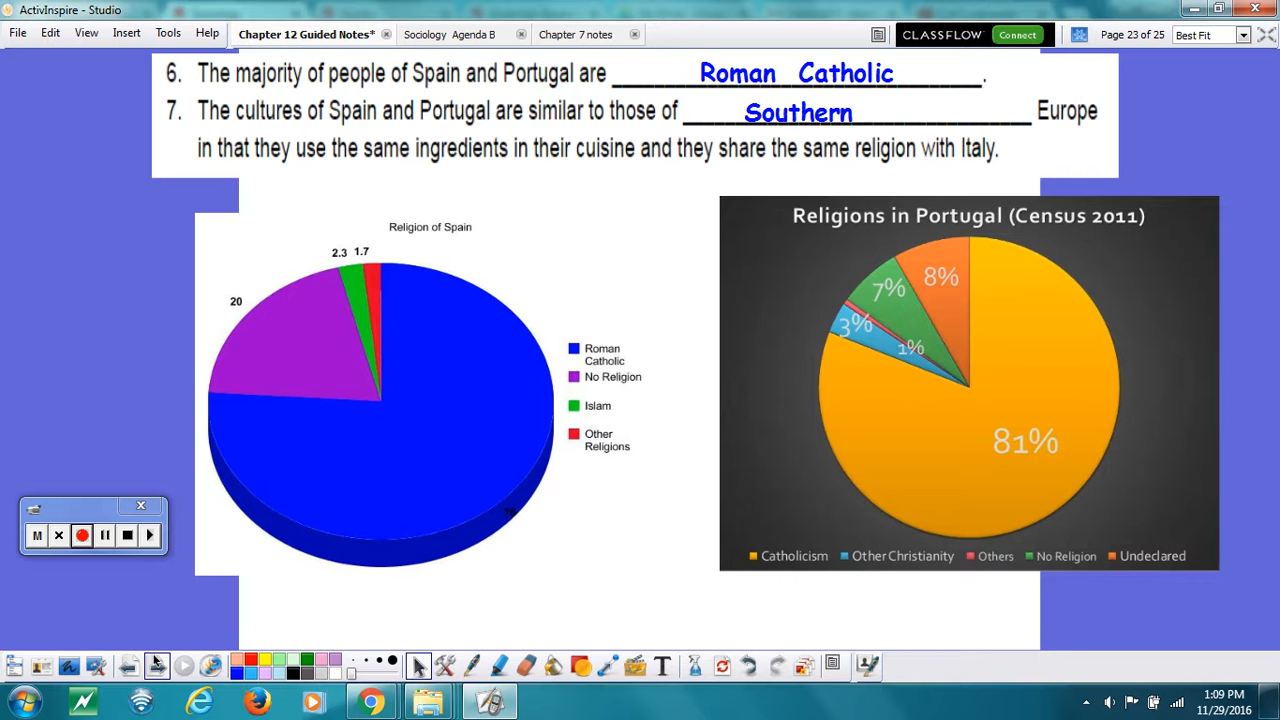 ActivInspire - Studio
File Edit View Insert Tools Help
Chapter 12 Guided Notes* Sociology Agenda B Chapter 7 notes
CLASSFLOW Connect
Page 23 of 25 Best Fit
6. The majority of people of Spain and Portugal are Roman Catholic.
7. The cultures of Spain and Portugal are similar to those of Southern Europe
in that they use the same ingredients in their cuisine and they share the same religion with Italy.
Religion of Spain
2.3 1.7
20
Roman
Catholic
No Religion
Islam
Other
Religions
Religions in Portugal (Census 2011)
8%
7%
3%
1%
81%
Catholicism Other Christianity Others No Religion Undeclared
M
T
1:09 PM
11/29/2016